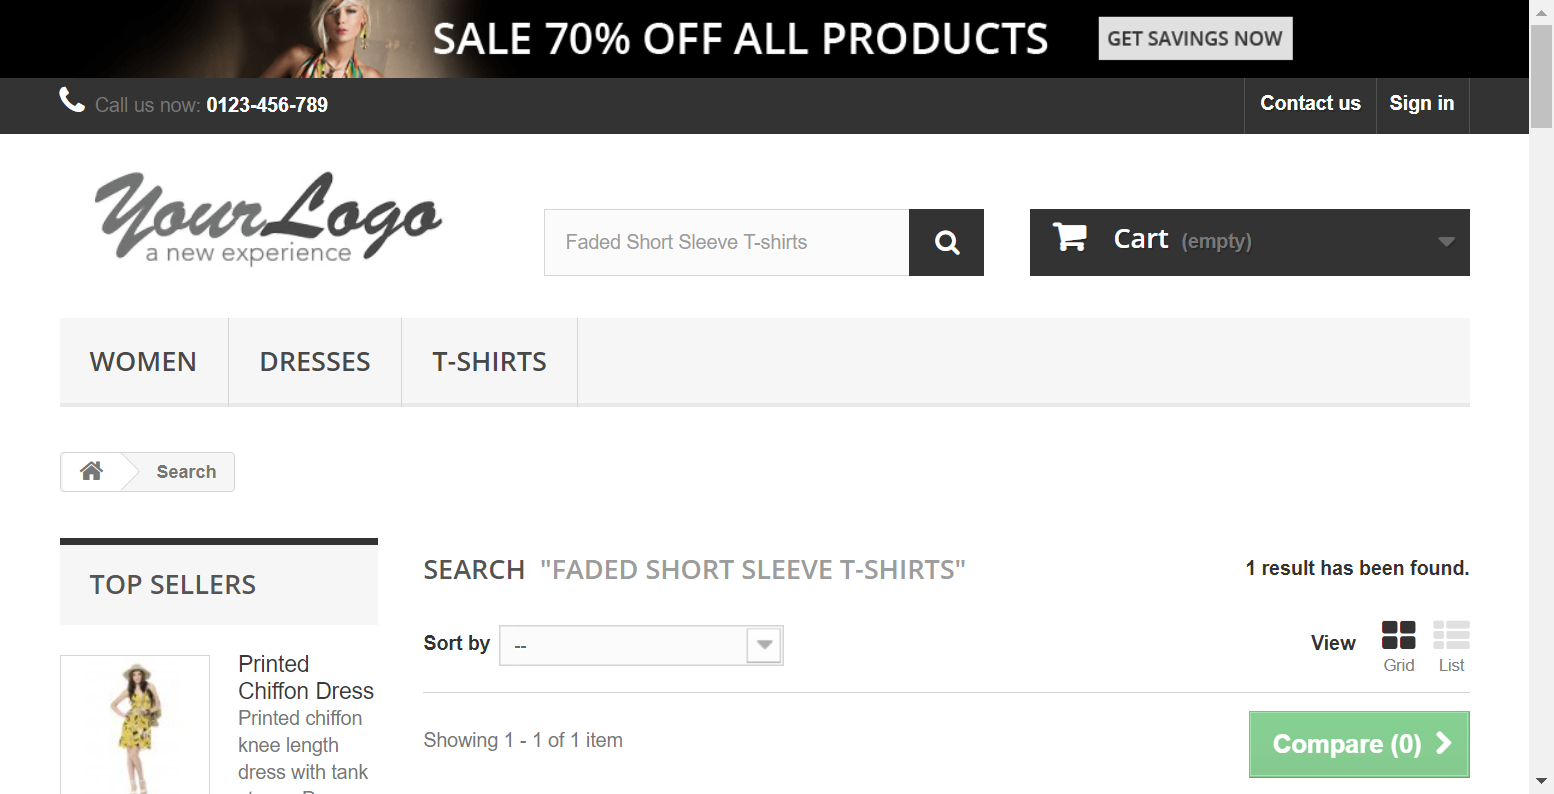 SALE 70% OFF ALL PRODUCTS GET SAVINGS NOW
Call us now: 0123-456-789 Contact us Sign in
YourLogo
a new experience
Faded Short Sleeve T-shirts
Cart (empty)
WOMEN DRESSES T-SHIRTS
Search
TOP SELLERS
Printed
Chiffon Dress
Printed chiffon
knee length
dress with tank
SEARCH "FADED SHORT SLEEVE T-SHIRTS" 1 result has been found.
Sort by -- View Grid List
Showing 1 - 1 of 1 item Compare (0)